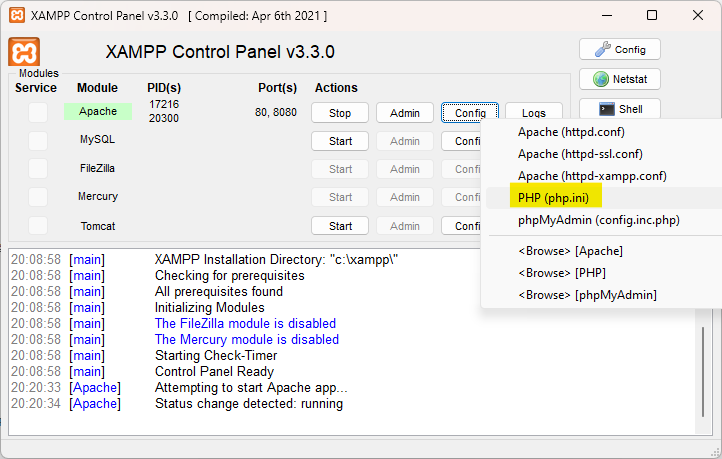 XAMPP Control Panel v3.3.0 [ Compiled: Apr 6th 2021 ]
XAMPP Control Panel v3.3.0
Config
Modules
Service Module PID(s) Port(s) Actions
Netstat
Apache 17216 20300 80, 8080 Stop Admin Config Logs
Shell
MySQL Start Admin
FileZilla Start Admin
Mercury Start Admin
Tomcat Start Admin
Apache (httpd.conf)
Apache (httpd-ssl.conf)
Apache (httpd-xampp.conf)
PHP (php.ini)
phpMyAdmin (config.inc.php)
<Browse> [Apache]
<Browse> [PHP]
<Browse> [phpMyAdmin]
20:08:58 [main] XAMPP Installation Directory: "c:\xampp\"
20:08:58 [main] Checking for prerequisites
20:08:58 [main] All prerequisites found
20:08:58 [main] Initializing Modules
20:08:58 [main] The FileZilla module is disabled
20:08:58 [main] The Mercury module is disabled
20:08:58 [main] Starting Check-Timer
20:08:58 [main] Control Panel Ready
20:20:33 [Apache] Attempting to start Apache app...
20:20:34 [Apache] Status change detected: running